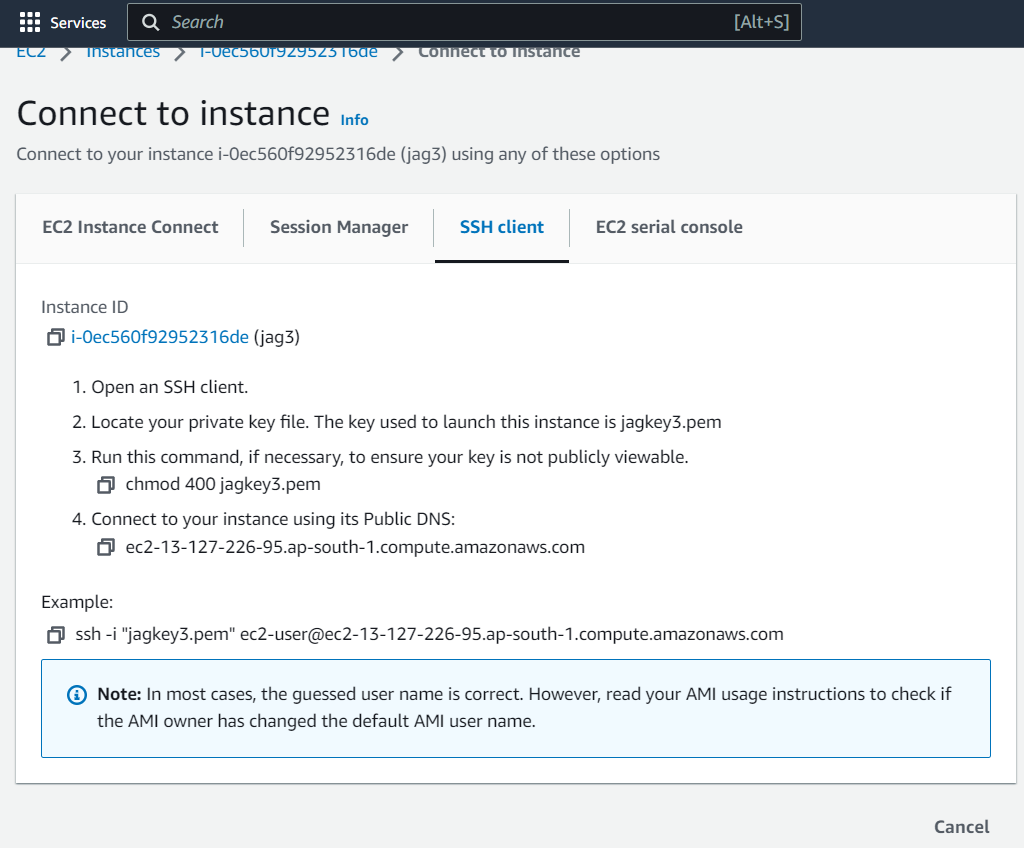 Services
Search [Alt+S]
EC2 Instances i-0ec560f92952316de Connect to instance
Connect to instance Info
Connect to your instance i-0ec560f92952316de (jag3) using any of these options
EC2 Instance Connect Session Manager SSH client EC2 serial console
Instance ID
i-0ec560f92952316de (jag3)
1. Open an SSH client.
2. Locate your private key file. The key used to launch this instance is jagkey3.pem
3. Run this command, if necessary, to ensure your key is not publicly viewable.
chmod 400 jagkey3.pem
4. Connect to your instance using its Public DNS:
ec2-13-127-226-95.ap-south-1.compute.amazonaws.com
Example:
ssh -i "jagkey3.pem" ec2-user@ec2-13-127-226-95.ap-south-1.compute.amazonaws.com
Note: In most cases, the guessed user name is correct. However, read your AMI usage instructions to check if
the AMI owner has changed the default AMI user name.
Cancel